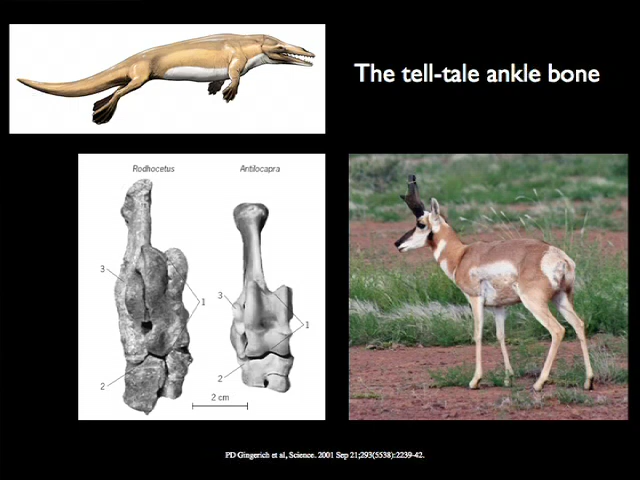 The tell-tale ankle bone
Rodhocetus
Antilocapra
3
1
2
3
1
2
2 cm
PD Gingerich et al, Science. 2001 Sep 21;293(5538):2239-42.